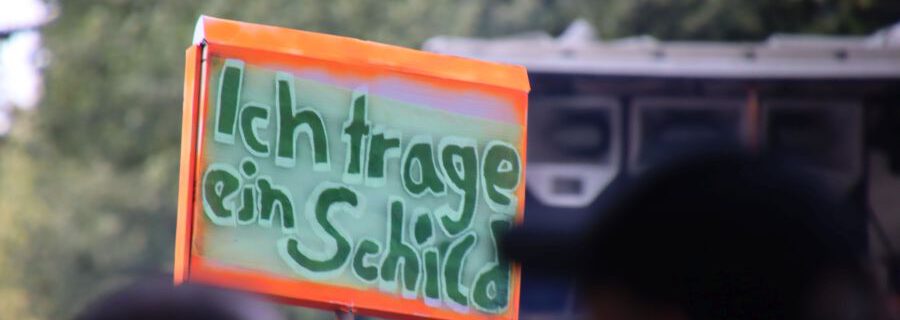 Ich trage
ein Schild